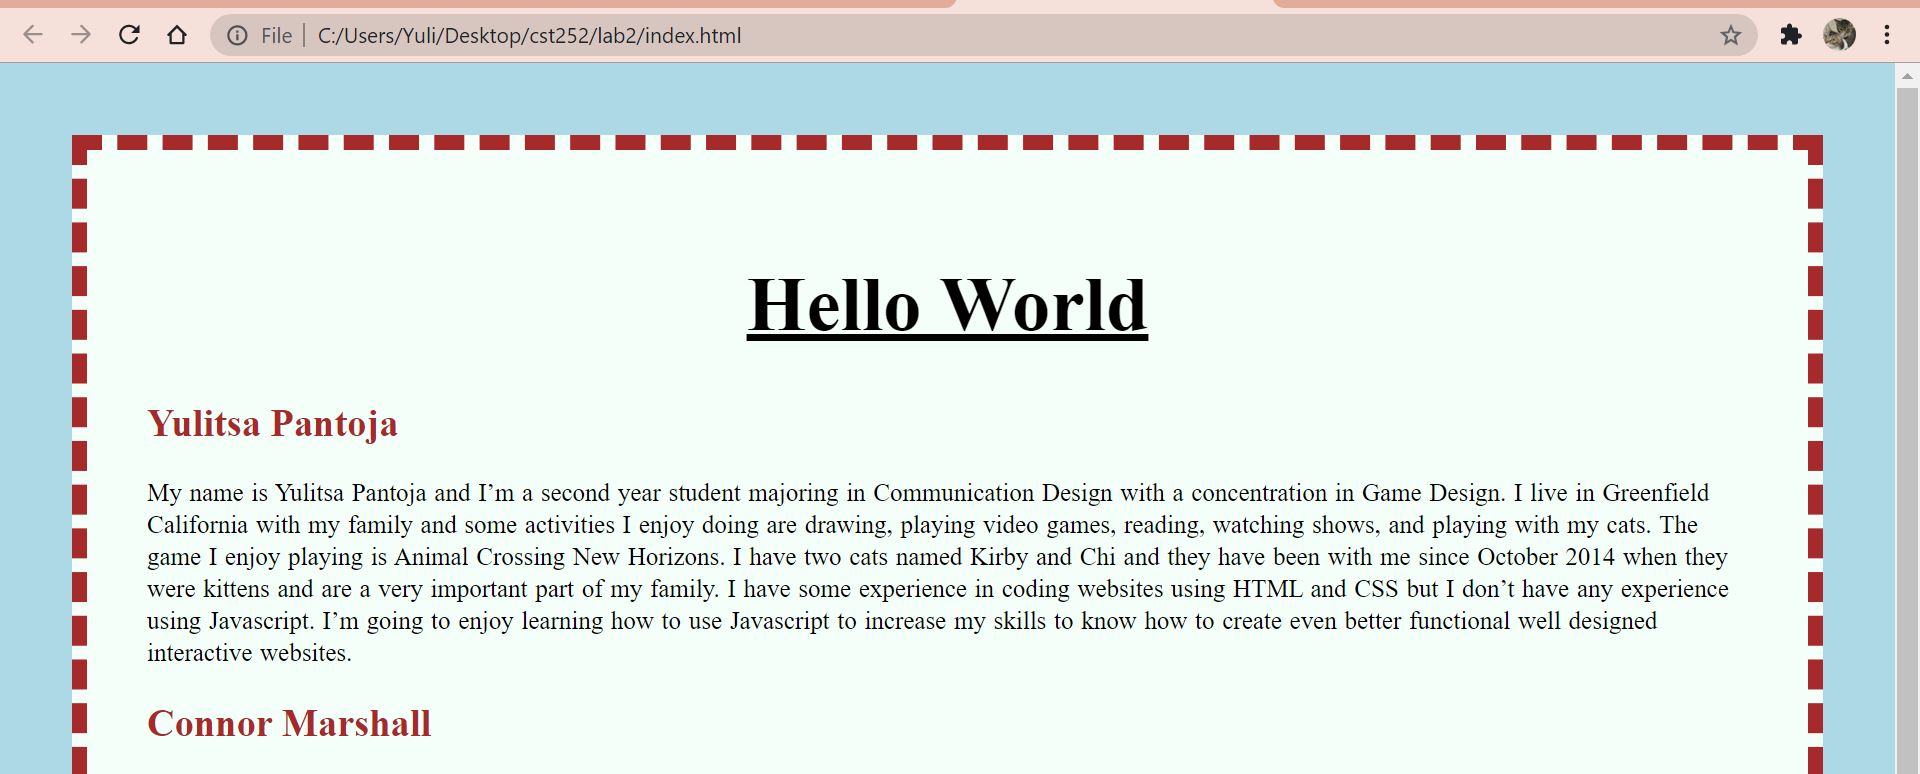 File C:/Users/Yuli/Desktop/cst252/lab2/index.html
Hello World
Yulitsa Pantoja
My name is Yulitsa Pantoja and I’m a second year student majoring in Communication Design with a concentration in Game Design. I live in Greenfield
California with my family and some activities I enjoy doing are drawing, playing video games, reading, watching shows, and playing with my cats. The
game I enjoy playing is Animal Crossing New Horizons. I have two cats named Kirby and Chi and they have been with me since October 2014 when they
were kittens and are a very important part of my family. I have some experience in coding websites using HTML and CSS but I don’t have any experience
using Javascript. I’m going to enjoy learning how to use Javascript to increase my skills to know how to create even better functional well designed
interactive websites.
Connor Marshall